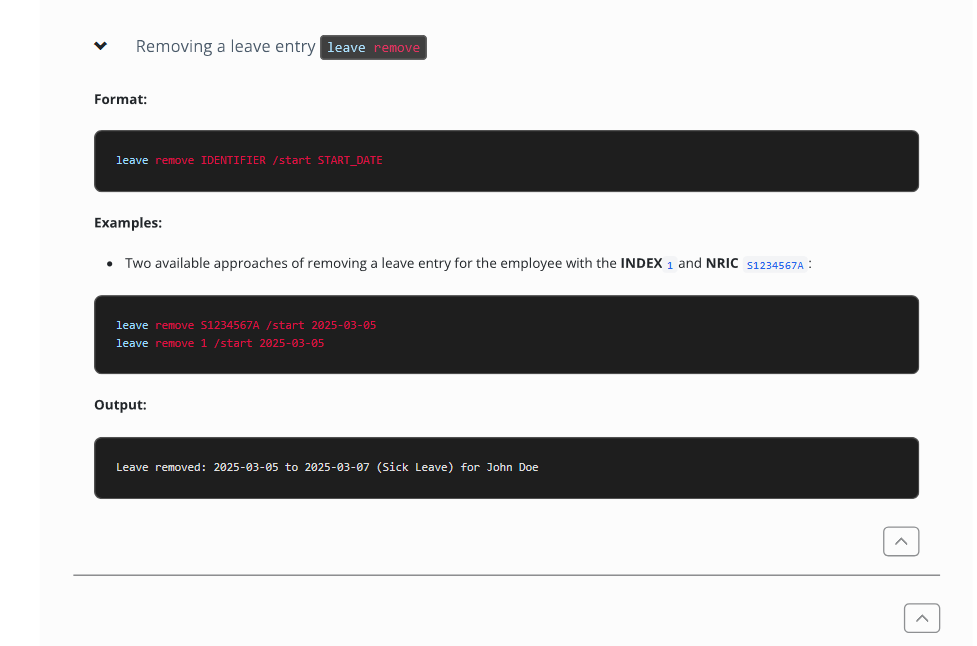 Removing a leave entry leave remove
Format:
leave remove IDENTIFIER /start START_DATE
Examples:
Two available approaches of removing a leave entry for the employee with the INDEX 1 and NRIC S1234567A :
leave remove S1234567A /start 2025-03-05
leave remove 1 /start 2025-03-05
Output:
Leave removed: 2025-03-05 to 2025-03-07 (Sick Leave) for John Doe